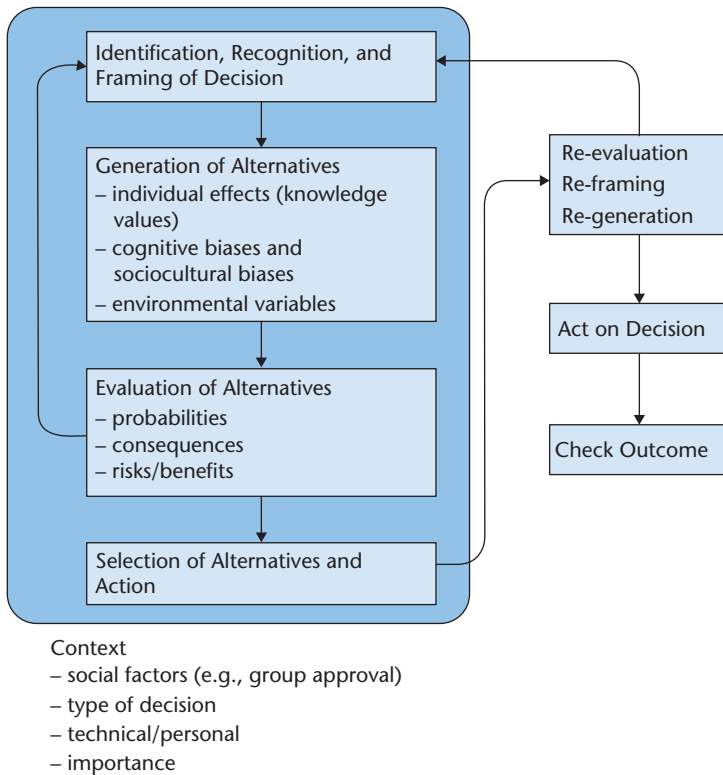 Identification, Recognition, and
Framing of Decision
Generation of Alternatives
– individual effects (knowledge
values)
– cognitive biases and
sociocultural biases
– environmental variables
Evaluation of Alternatives
– probabilities
– consequences
– risks/benefits
Selection of Alternatives and
Action
Re-evaluation
Re-framing
Re-generation
Act on Decision
Check Outcome
Context
– social factors (e.g., group approval)
– type of decision
– technical/personal
– importance